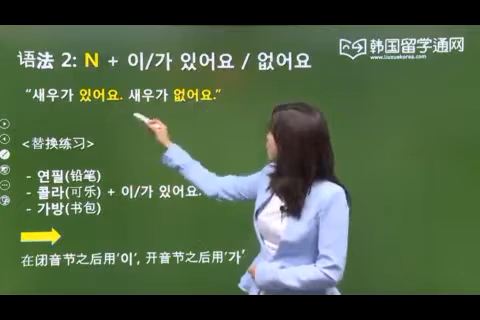 韩国留学通网
www.liuxuekorea.com
语法 2: N + 이/가 있어요 / 없어요
“새우가 있어요. 새우가 없어요.”
<替换练习>
- 연필(铅笔)
- 콜라(可乐) + 이/가 있어요.
- 가방(书包)
在闭音节之后用‘이’, 开音节之后用‘가’